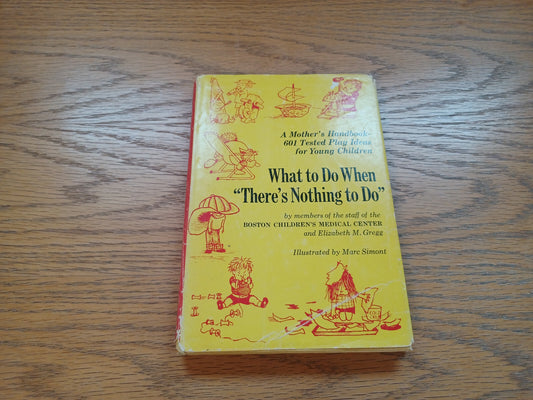 A Mother's Handbook–
601 Tested Play Ideas
for Young Children
What to Do When
"There's Nothing to Do"
by members of the staff of the
BOSTON CHILDREN'S MEDICAL CENTER
and Elizabeth M. Gregg
Illustrated by Marc Simont